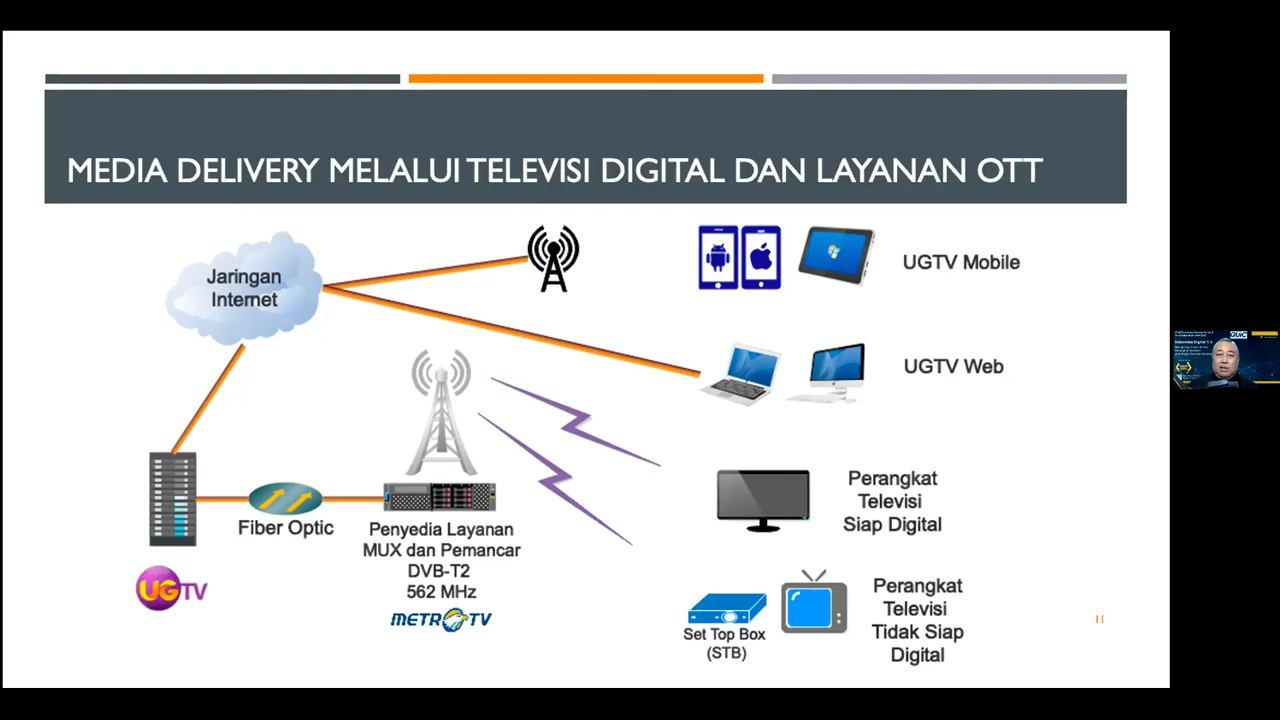 MEDIA DELIVERY MELALUI TELEVISI DIGITAL DAN LAYANAN OTT
Jaringan
Internet
UGTV Mobile
UGTV Web
Fiber Optic
UGTV
Penyedia Layanan
MUX dan Pemancar
DVB-T2
562 MHz
METRO TV
Perangkat
Televisi
Siap Digital
Set Top Box
(STB)
Perangkat
Televisi
Tidak Siap
Digital
11